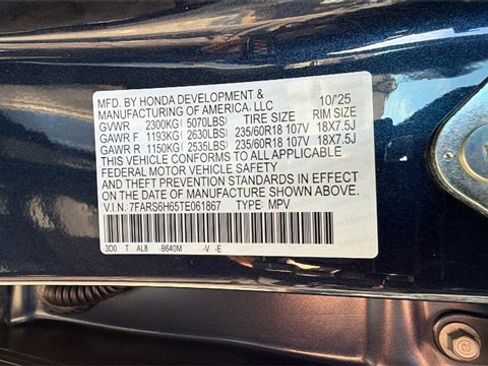 MFD. BY HONDA DEVELOPMENT & 10/'25
MANUFACTURING OF AMERICA, LLC
GVWR 2300KG( 5070LBS) TIRE SIZE RIM SIZE
GAWR F 1193KG( 2630LBS) 235/60R18 107V 18X7.5J
GAWR R 1150KG( 2535LBS) 235/60R18 107V 18X7.5J
THIS VEHICLE CONFORMS TO ALL APPLICABLE
FEDERAL MOTOR VEHICLE SAFETY
AND THEFT PREVENTION STANDARDS IN EFFECT
ON THE DATE OF MANUFACTURE SHOWN ABOVE.
V.I.N. 7FARS6H65TE061867 TYPE: MPV
3D0 T AL8 -B640M -V -E